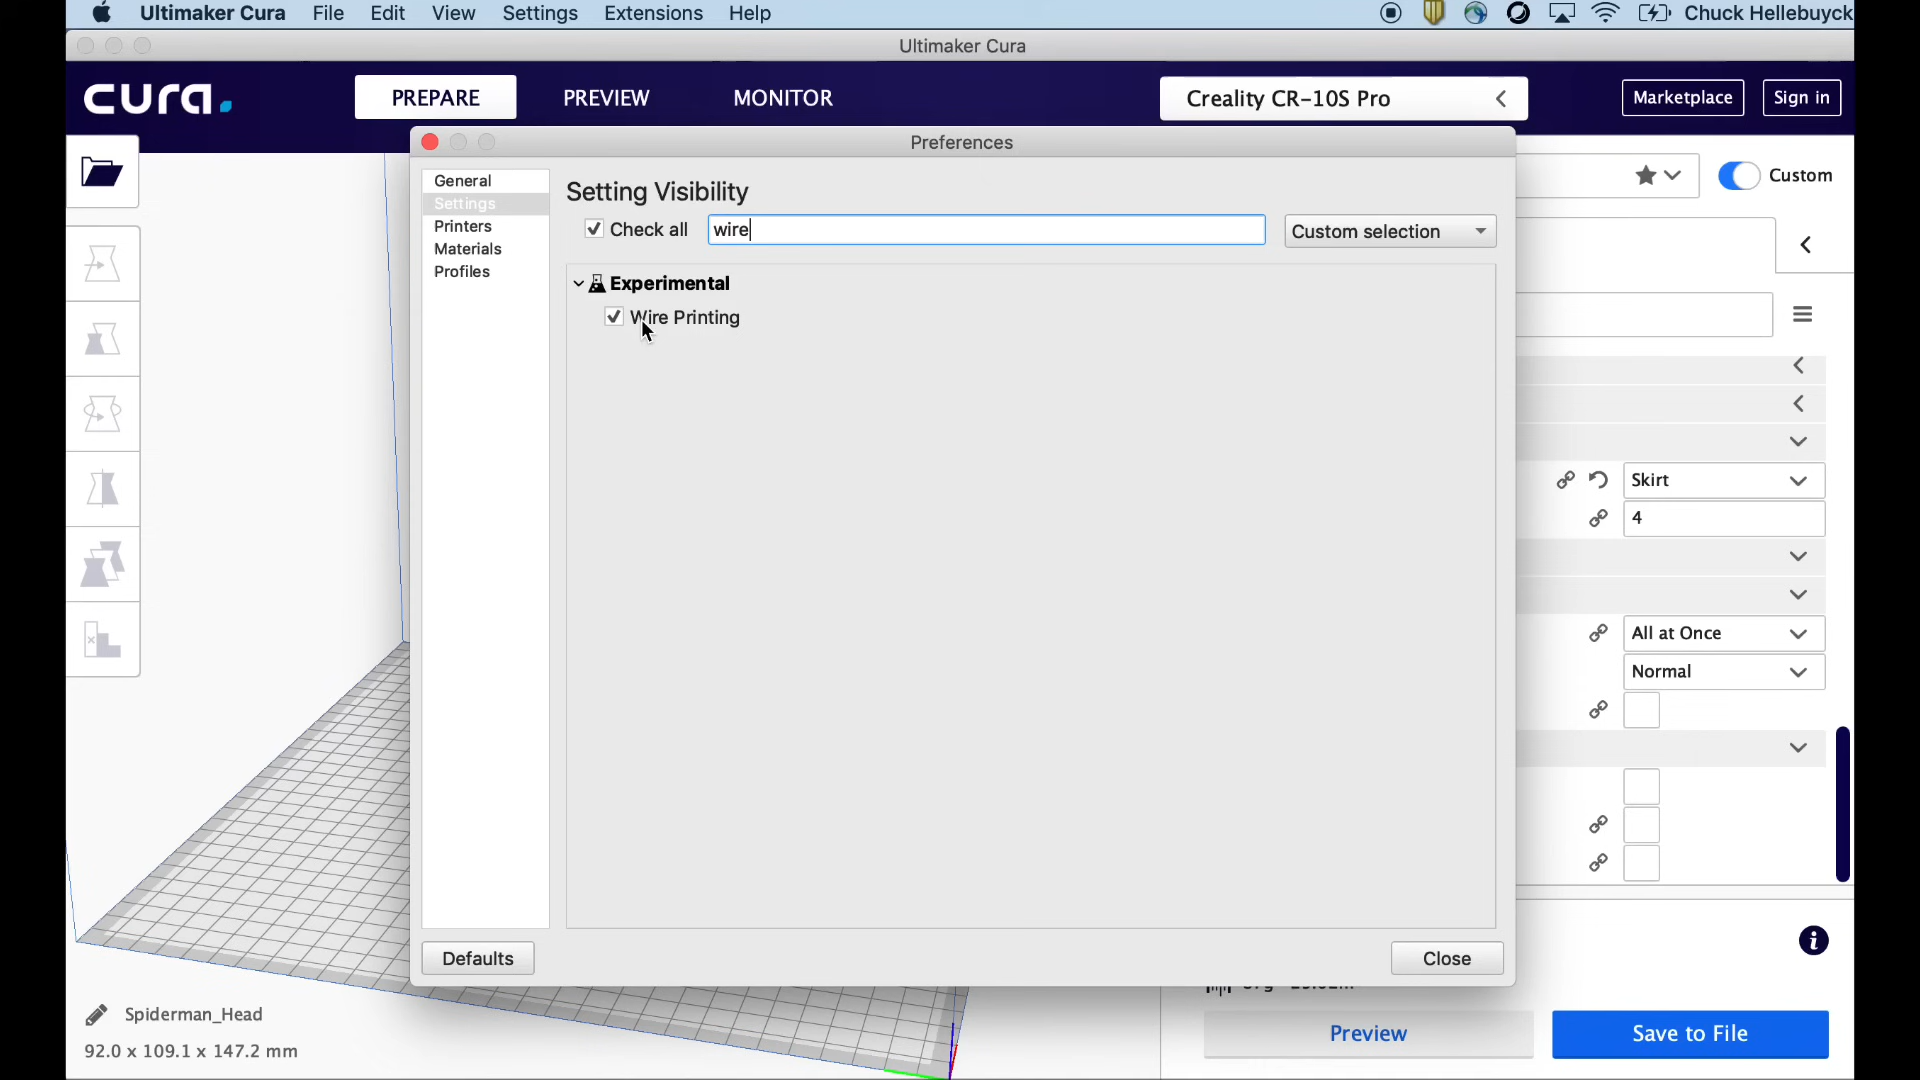 Ultimaker Cura File Edit View Settings Extensions Help Chuck Hellebuyck
Ultimaker Cura
cura. PREPARE PREVIEW MONITOR Creality CR-10S Pro Marketplace Sign in
Preferences
Custom
General
Settings
Printers
Materials
Profiles
Setting Visibility
Check all wire Custom selection
Experimental
Wire Printing
Skirt
4
All at Once
Normal
Defaults Close
Spiderman_Head
92.0 x 109.1 x 147.2 mm
Preview Save to File